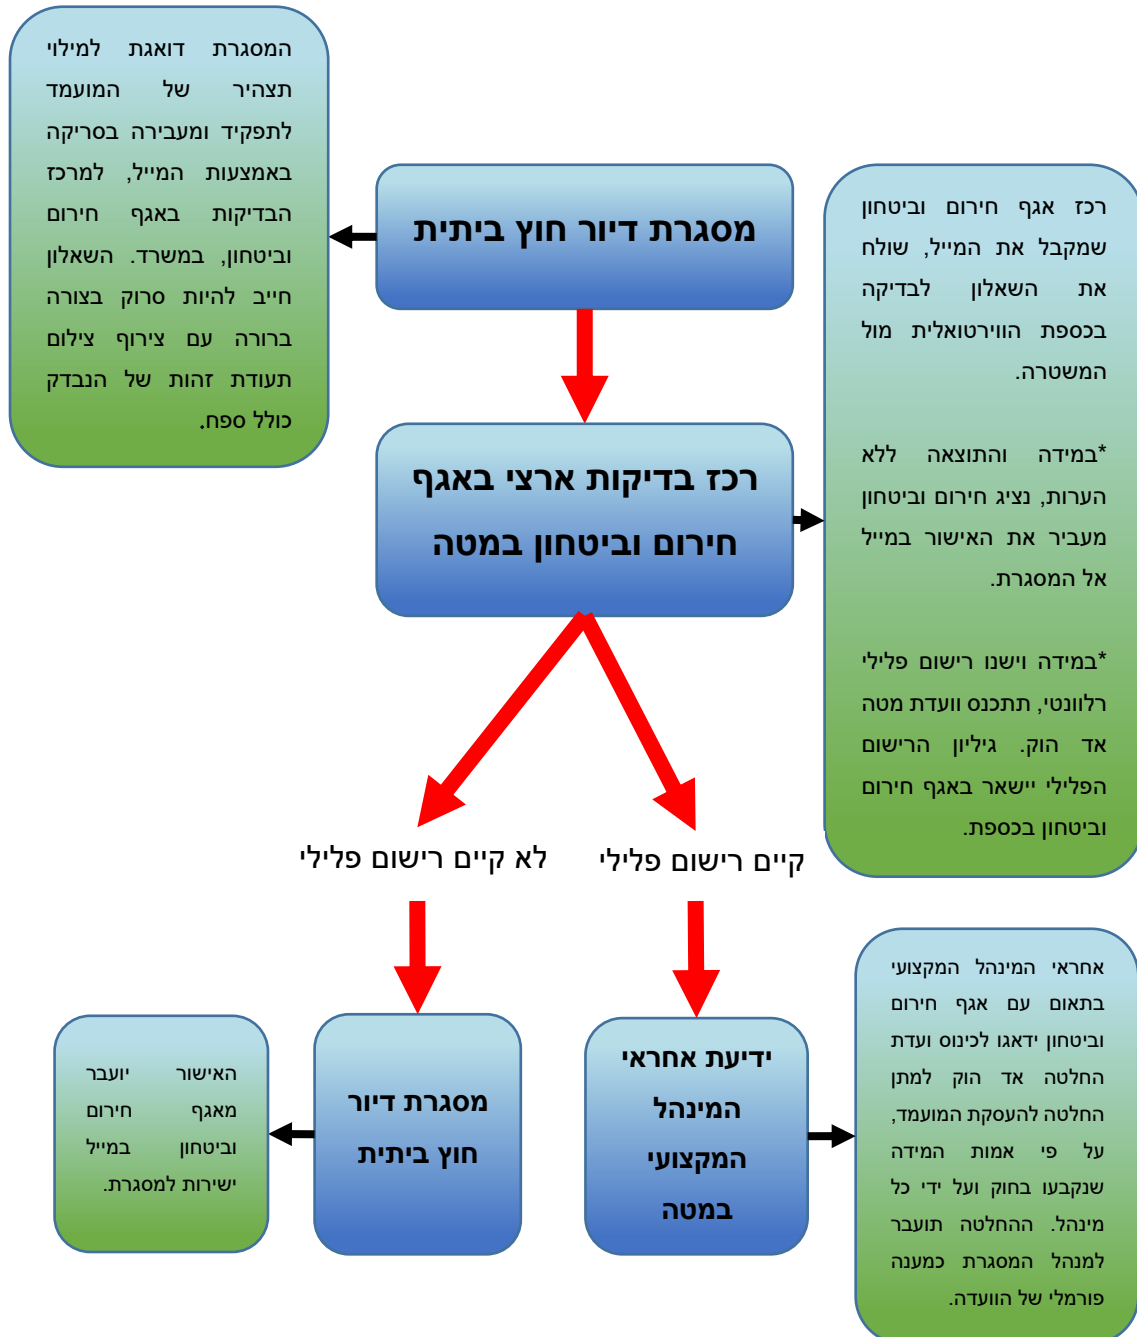 המסגרת דואגת למילוי
תצהיר של המועמד
לתפקיד ומעבירה בסריקה
באמצעות המייל, למרכז
הבדיקות באגף חירום
וביטחון, במשרד. השאלון
חייב להיות סרוק בצורה
ברורה עם צירוף צילום
תעודת זהות של הנבדק
כולל ספח.
מסגרת דיור חוץ ביתית
רכז אגף חירום וביטחון
שמקבל את המייל, שולח
את השאלון לבדיקה
בכספת הווירטואלית מול
המשטרה.
*במידה והתוצאה ללא
הערות, נציג חירום וביטחון
מעביר את האישור במייל
אל המסגרת.
*במידה וישנו רישום פלילי
רלוונטי, תתכנס וועדת מטה
אד הוק. גיליון הרישום
הפלילי יישאר באגף חירום
וביטחון בכספת.
רכז בדיקות ארצי באגף
חירום וביטחון במטה
קיים רישום פלילי
לא קיים רישום פלילי
אחראי המינהל המקצועי
בתאום עם אגף חירום
וביטחון ידאגו לכינוס ועדת
החלטה אד הוק למתן
החלטה להעסקת המועמד,
על פי אמות המידה
שנקבעו בחוק ועל ידי כל
מינהל. ההחלטה תועבר
למנהל המסגרת כמענה
פורמלי של הוועדה.
ידיעת אחראי
המינהל
המקצועי
במטה
מסגרת דיור
חוץ ביתית
האישור יועבר
מאגף חירום
וביטחון במייל
ישירות למסגרת.